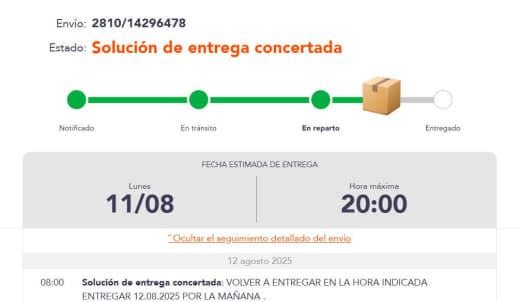 Envío: 2810/14296478
Estado: Solución de entrega concertada
Notificado En tránsito En reparto Entregado
FECHA ESTIMADA DE ENTREGA
Lunes Hora máxima
11/08 20:00
ˆOcultar el seguimiento detallado del envío
12 agosto 2025
08:00 Solución de entrega concertada: VOLVER A ENTREGAR EN LA HORA INDICADA
ENTREGAR 12.08.2025 POR LA MAÑANA .